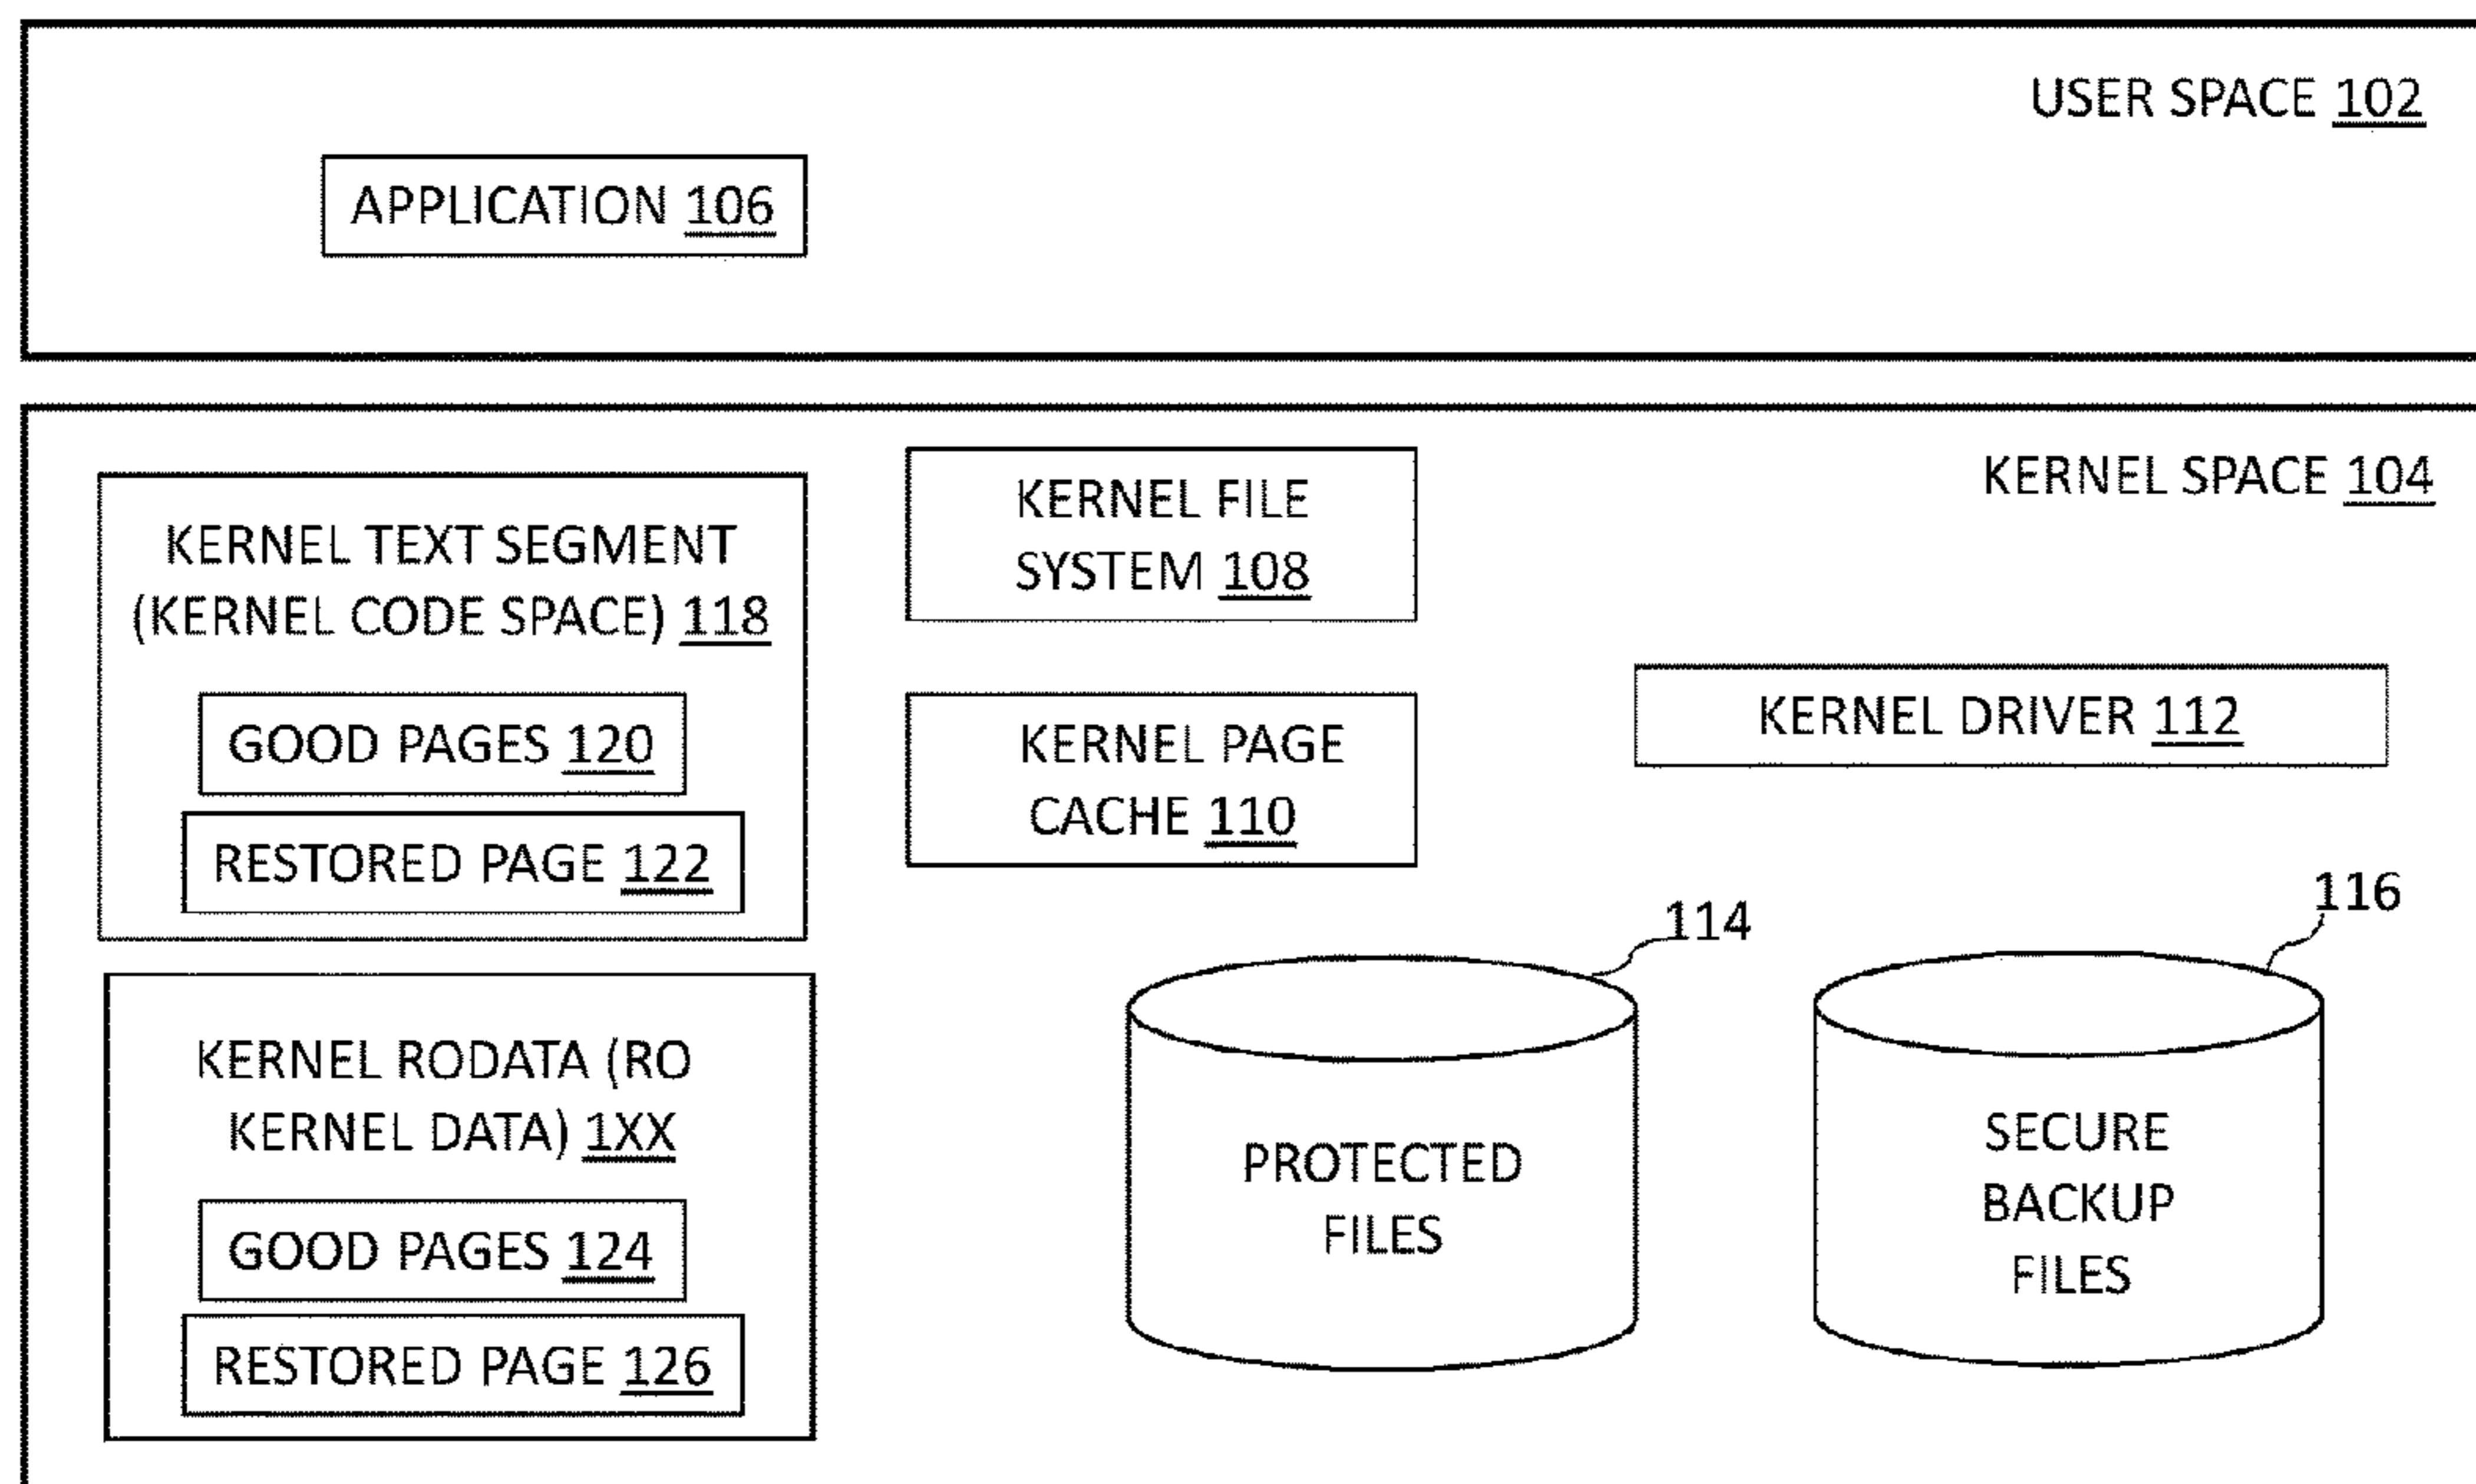 USER SPACE 102
APPLICATION 106
KERNEL SPACE 104
KERNEL TEXT SEGMENT
(KERNEL CODE SPACE) 118
GOOD PAGES 120
RESTORED PAGE 122
KERNEL FILE
SYSTEM 108
KERNEL PAGE
CACHE 110
KERNEL DRIVER 112
KERNEL RODATA (RO
KERNEL DATA) 1XX
GOOD PAGES 124
RESTORED PAGE 126
114
PROTECTED
FILES
116
SECURE
BACKUP
FILES